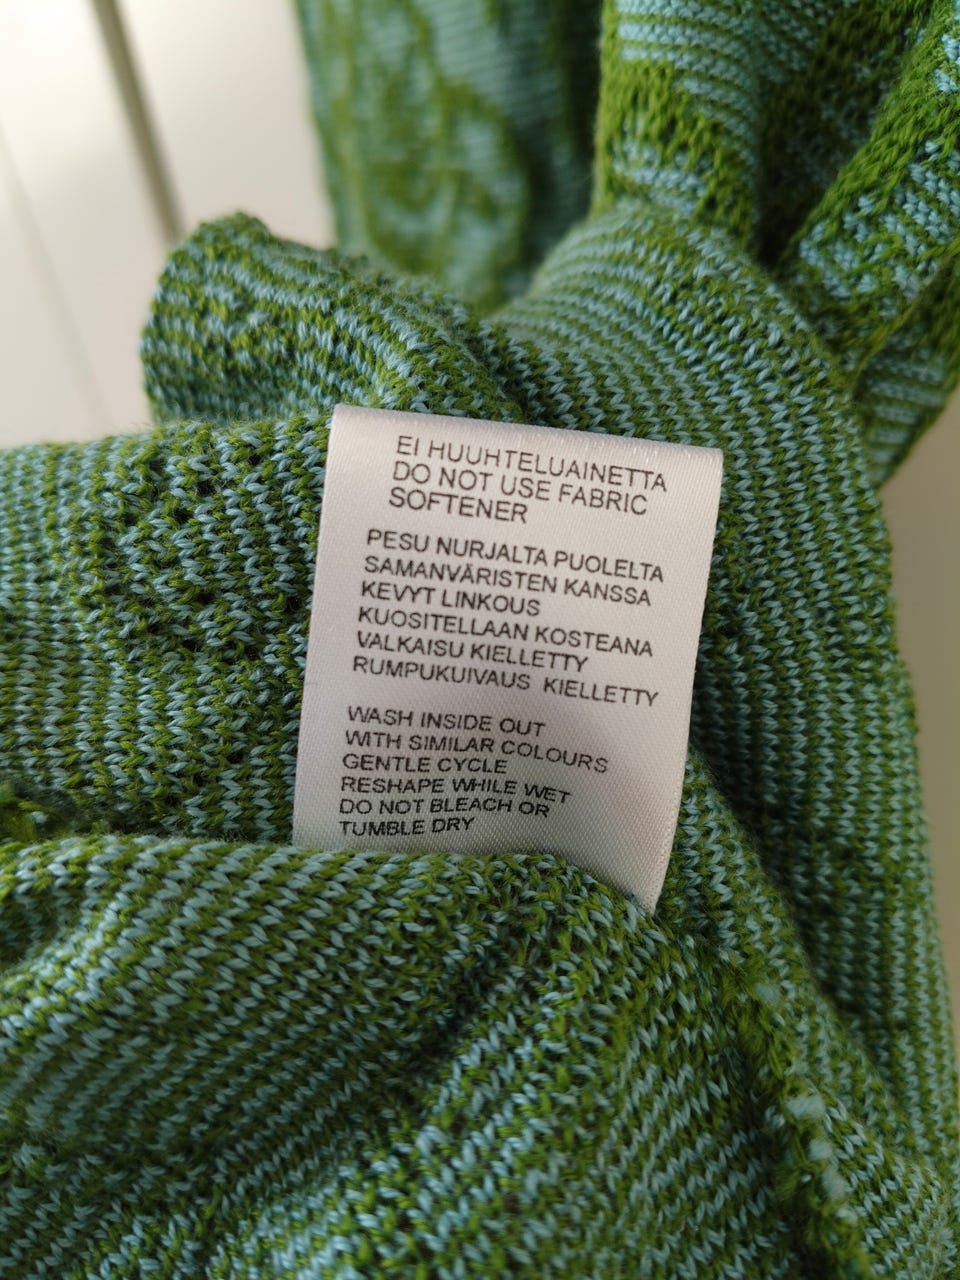 EI HUUHTELUAINETTA
DO NOT USE FABRIC
SOFTENER
PESU NURJALTA PUOLELTA
SAMANVÄRISTEN KANSSA
KEVYT LINKOUS
KUOSITELLAAN KOSTEANA
VALKAISU KIELLETTY
RUMPUKUIVAUS KIELLETTY
WASH INSIDE OUT
WITH SIMILAR COLOURS
GENTLE CYCLE
RESHAPE WHILE WET
DO NOT BLEACH OR
TUMBLE DRY